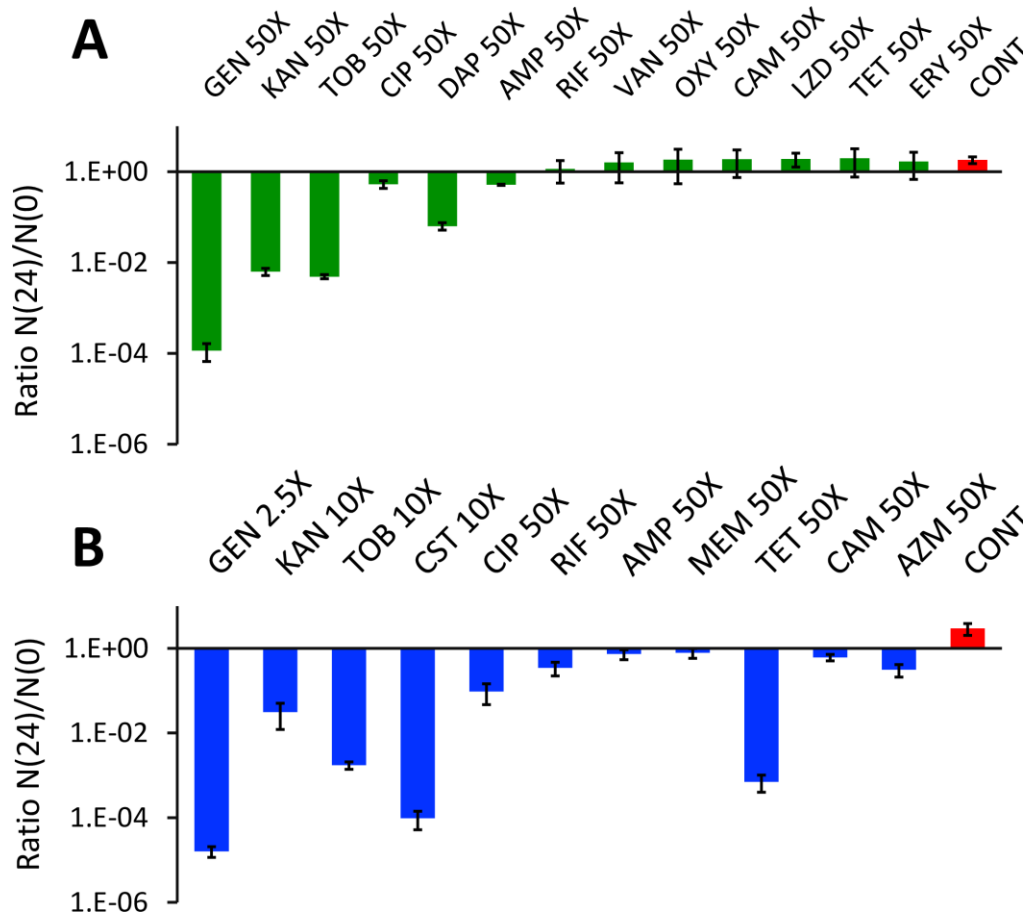 A
GEN 50X
KAN 50X
TOB 50X
CIP 50X
DAP 50X
AMP 50X
RIF 50X
VAN 50X
OXY 50X
CAM 50X
LZD 50X
TET 50X
ERY 50X
CONT
Ratio N(24)/N(0)
1.E+00
1.E-02
1.E-04
1.E-06
B
GEN 2.5X
KAN 10X
TOB 10X
CST 10X
CIP 50X
RIF 50X
AMP 50X
MEM 50X
TET 50X
CAM 50X
AZM 50X
CONT
Ratio N(24)/N(0)
1.E+00
1.E-02
1.E-04
1.E-06